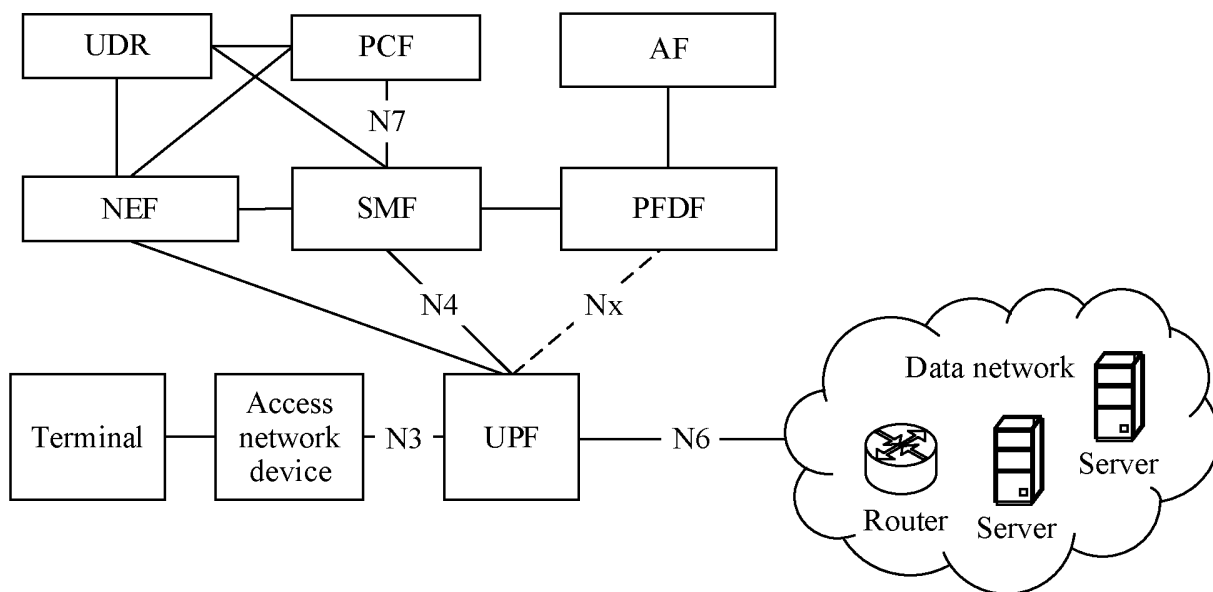 UDR
PCF
AF
N7
NEF
SMF
PFDF
N4
Nx
Data network
Terminal
Access
network
device
N3
UPF
N6
Server
Router
Server